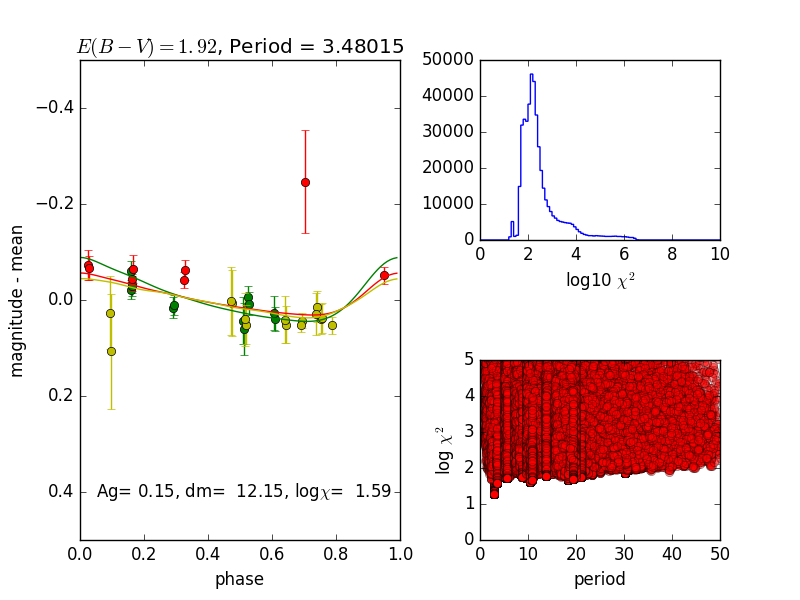 E(B−V)=1.92, Period = 3.48015
−0.4
−0.2
0.0
0.2
0.4
magnitude - mean
Ag= 0.15, dm=  12.15, logχ=  1.59
0.0 0.2 0.4 0.6 0.8 1.0
phase
50000
40000
30000
20000
10000
0
0 2 4 6 8 10
log10 χ²
5
4
3
2
1
0
log χ²
0 10 20 30 40 50
period